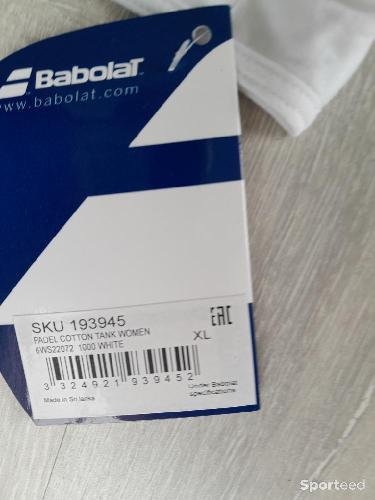 Babolat
www.babolat.com
SKU 193945
EAC
PADEL COTTON TANK WOMEN
6WS22072 1000 WHITE
XL
3 324921 939452
Made in Sri lanka
Under Babolat
specifications
Sporteed